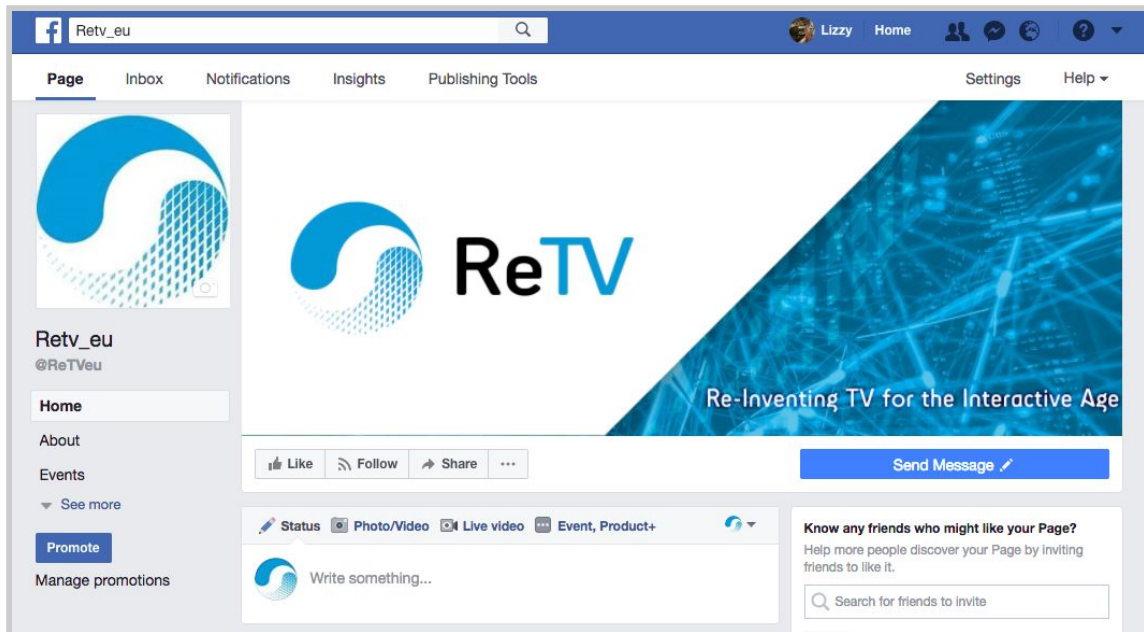 Retv_eu
Lizzy Home
Page Inbox Notifications Insights Publishing Tools Settings Help
ReTV
Re-Inventing TV for the Interactive Age
Retv_eu
@ReTVeu
Home
About
Events
See more
Promote
Manage promotions
Like Follow Share ...
Send Message
Status Photo/Video Live video Event, Product+
Write something...
Know any friends who might like your Page?
Help more people discover your Page by inviting
friends to like it.
Search for friends to invite